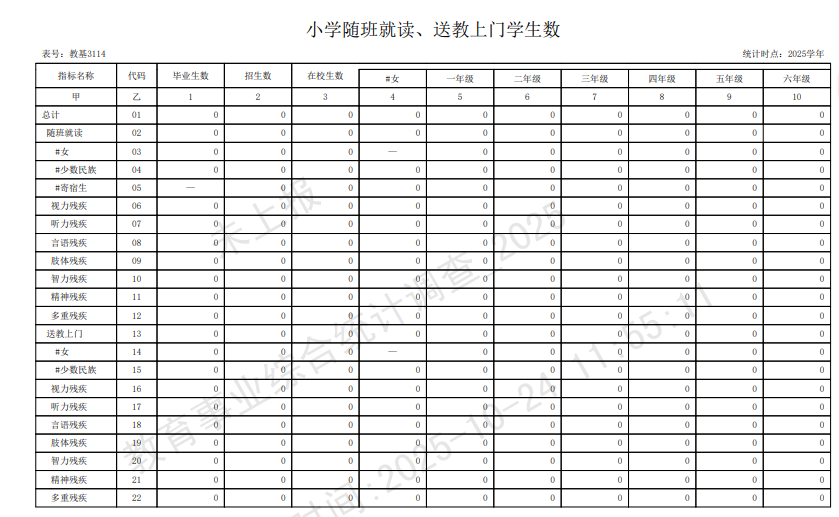 小学随班就读、送教上门学生数
表号：教基3114 统计时点：2025学年
指标名称 代码 毕业生数 招生数 在校生数 #女 一年级 二年级 三年级 四年级 五年级 六年级
甲 乙 1 2 3 4 5 6 7 8 9 10
总计 01 0 0 0 0 0 0 0 0 0 0
随班就读 02 0 0 0 0 0 0 0 0 0 0
#女 03 0 0 0 — 0 0 0 0 0 0
#少数民族 04 0 0 0 0 0 0 0 0 0 0
#寄宿生 05 — 0 0 0 0 0 0 0 0 0
视力残疾 06 0 0 0 0 0 0 0 0 0 0
听力残疾 07 0 0 0 0 0 0 0 0 0 0
言语残疾 08 0 0 0 0 0 0 0 0 0 0
肢体残疾 09 0 0 0 0 0 0 0 0 0 0
智力残疾 10 0 0 0 0 0 0 0 0 0 0
精神残疾 11 0 0 0 0 0 0 0 0 0 0
多重残疾 12 0 0 0 0 0 0 0 0 0 0
送教上门 13 0 0 0 0 0 0 0 0 0 0
#女 14 0 0 0 — 0 0 0 0 0 0
#少数民族 15 0 0 0 0 0 0 0 0 0 0
视力残疾 16 0 0 0 0 0 0 0 0 0 0
听力残疾 17 0 0 0 0 0 0 0 0 0 0
言语残疾 18 0 0 0 0 0 0 0 0 0 0
肢体残疾 19 0 0 0 0 0 0 0 0 0 0
智力残疾 20 0 0 0 0 0 0 0 0 0 0
精神残疾 21 0 0 0 0 0 0 0 0 0 0
多重残疾 22 0 0 0 0 0 0 0 0 0 0
未上报
教育事业综合统计调查 2025
时间:2025-10-24 11:55:11